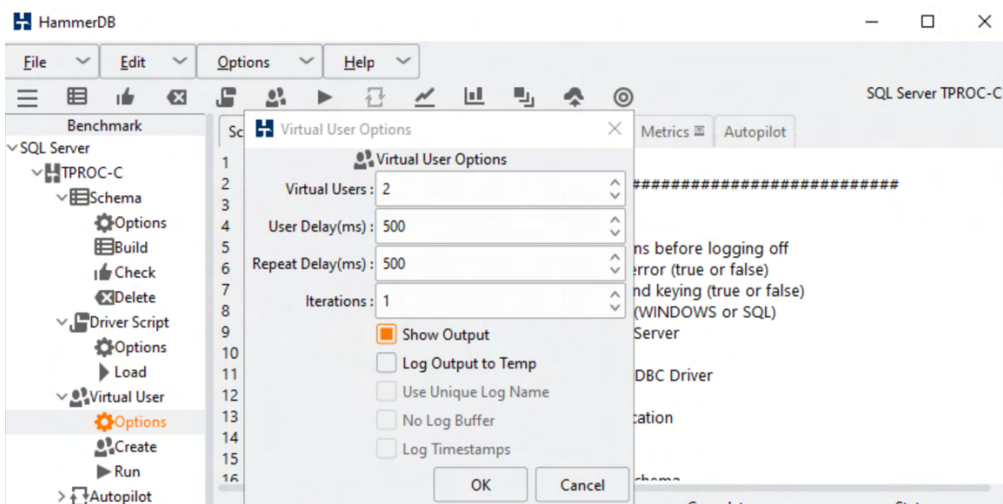 HammerDB
File Edit Options Help
SQL Server TPROC-C
Benchmark
SQL Server
TPROC-C
Schema
Options
Build
Check
Delete
Driver Script
Options
Load
Virtual User
Options
Create
Run
Autopilot
Sc
Metrics
Autopilot
1
2
3
4
5
6
7
8
9
10
11
12
13
14
15
16
Virtual User Options
Virtual User Options
Virtual Users : 2
User Delay(ms) : 500
Repeat Delay(ms) : 500
Iterations : 1
Show Output
Log Output to Temp
Use Unique Log Name
No Log Buffer
Log Timestamps
OK Cancel
###########################
ns before logging off
error (true or false)
nd keying (true or false)
(WINDOWS or SQL)
Server
DBC Driver
cation